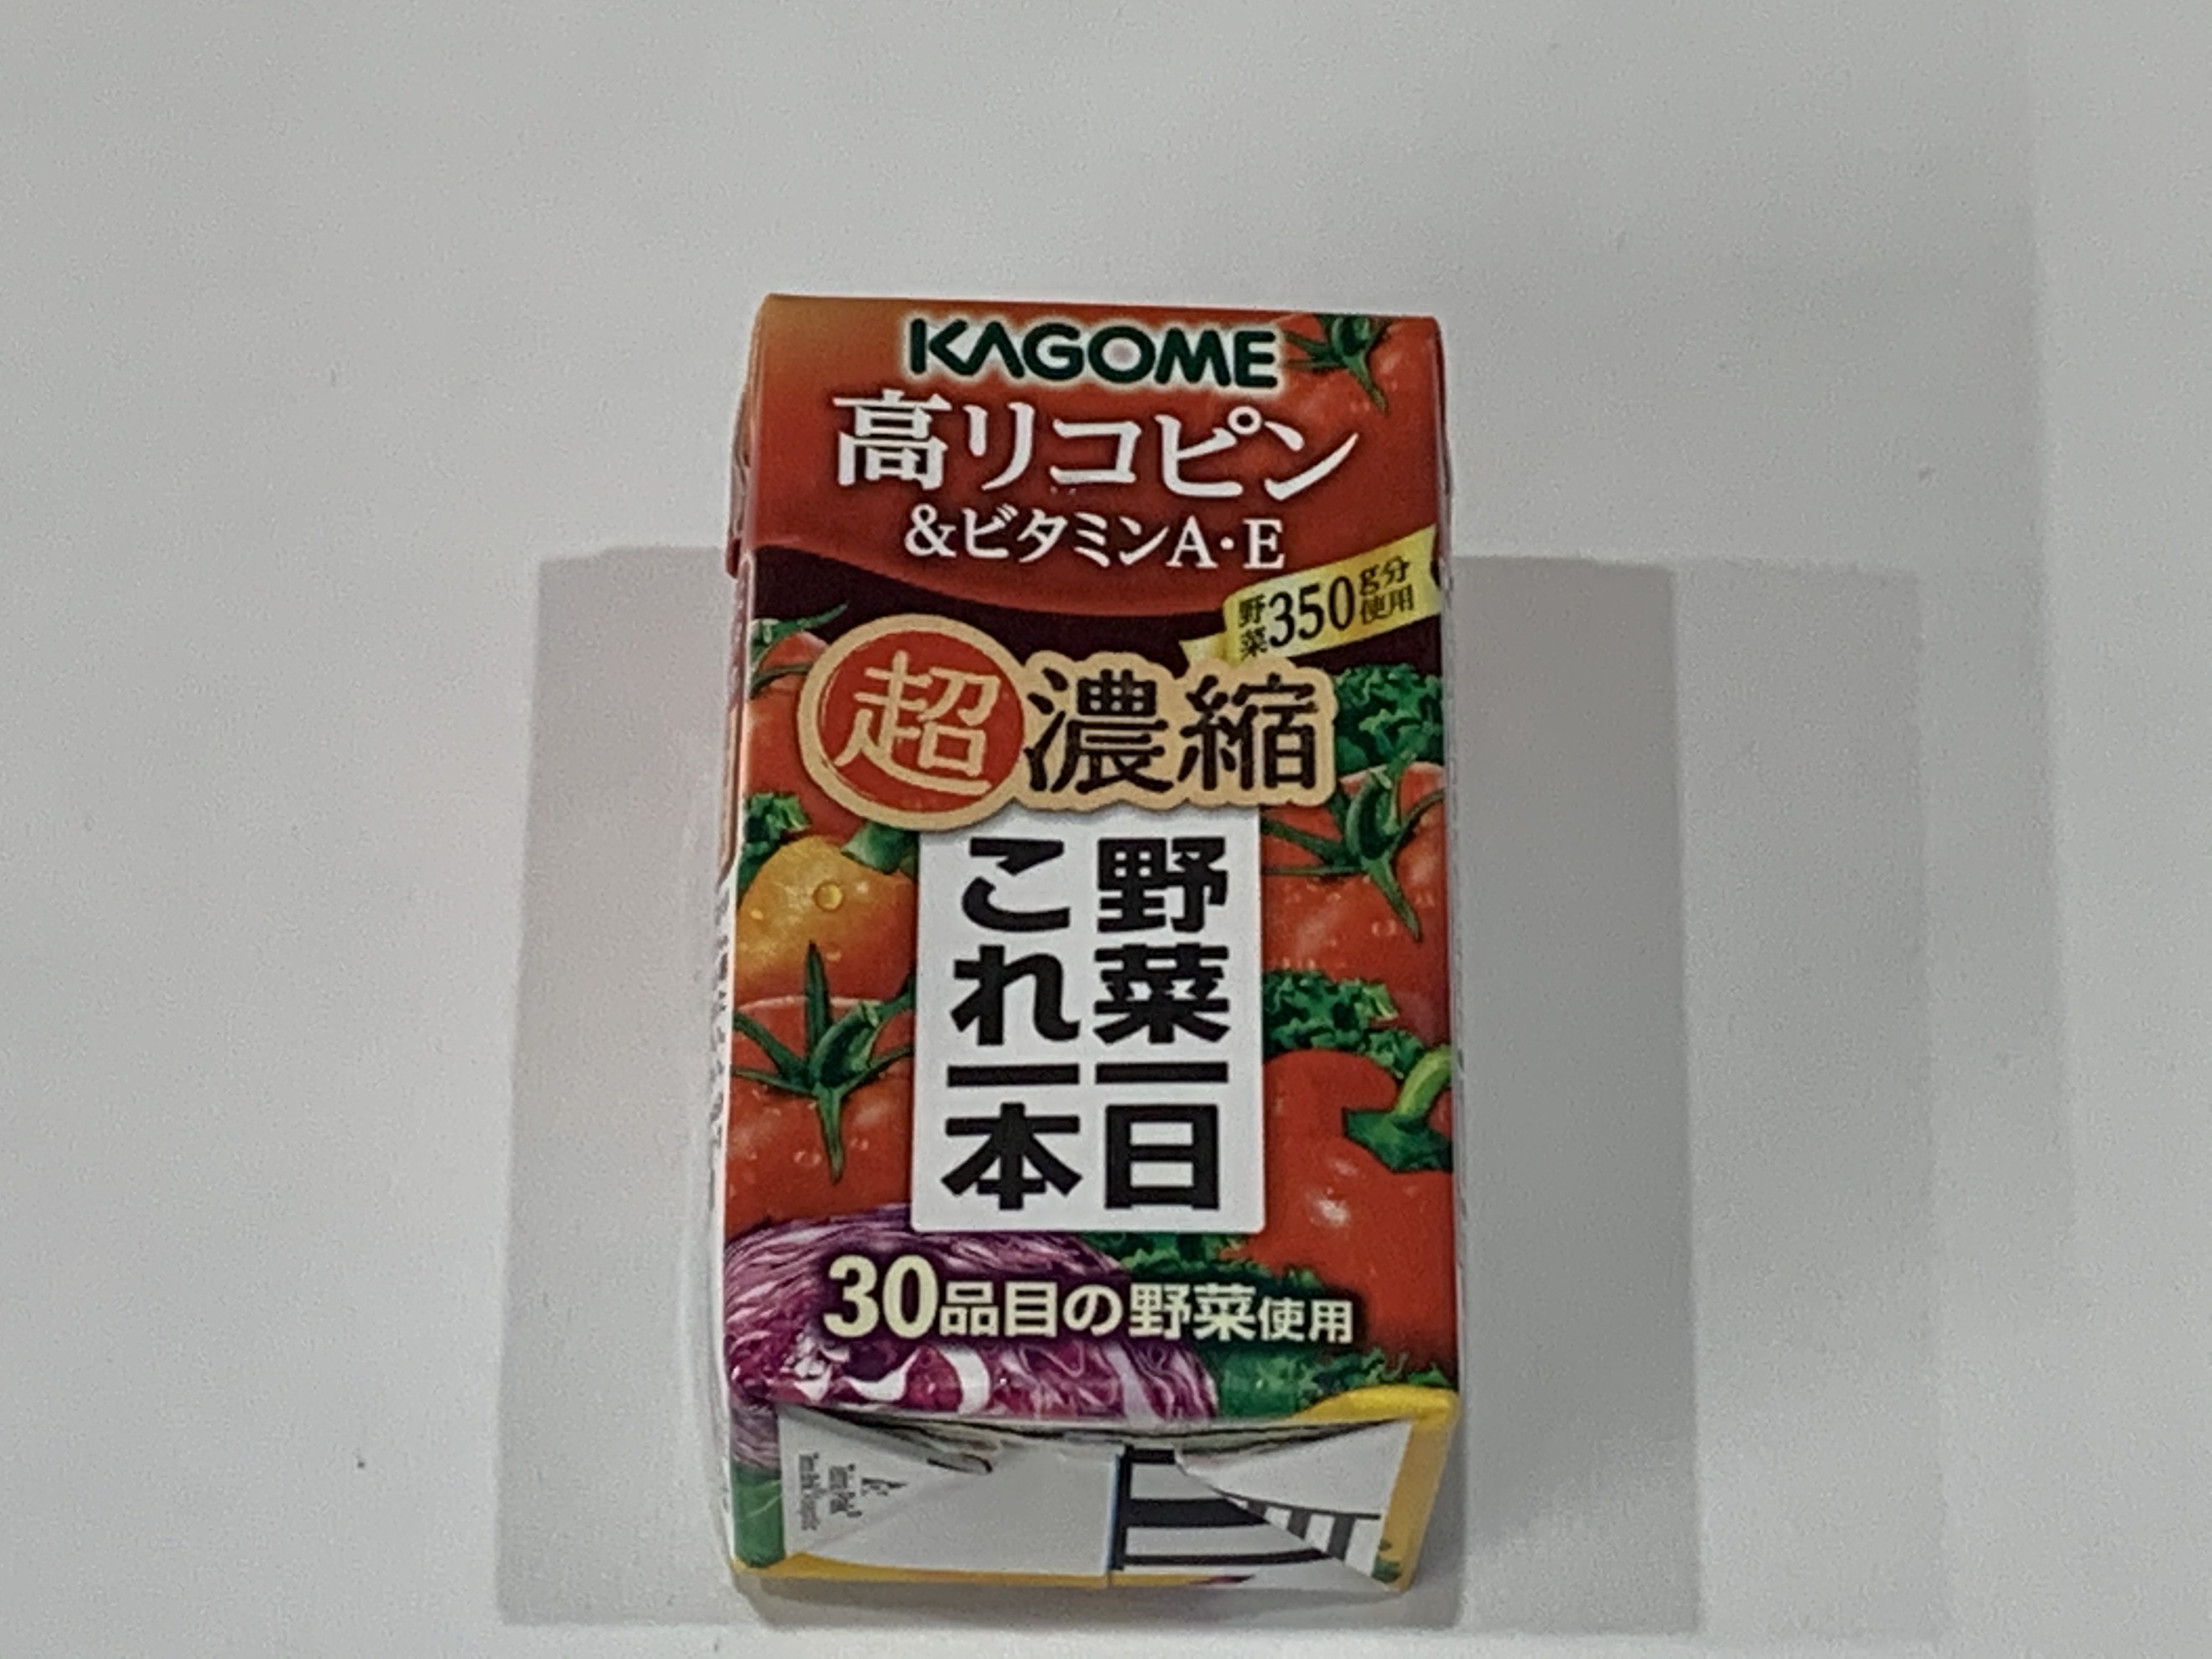 KAGOME
高リコピン
&ビタミンA・E
野菜350g分使用
超濃縮
野菜一日
これ一本
30品目の野菜使用